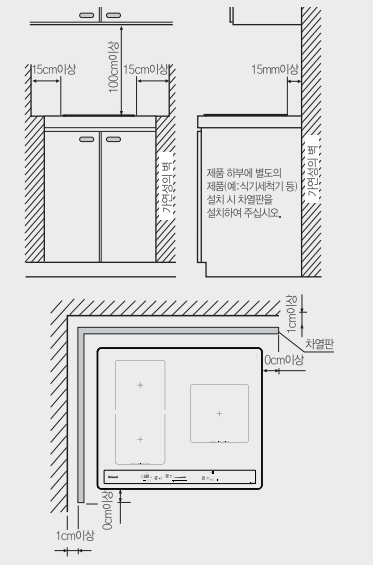 15cm이상
15cm이상
100cm이상
가연성의 벽
15mm이상
가연성의 벽
제품 하부에 별도의
제품(예:식기세척기 등)
설치 시 차열판을
설치하여 주십시오.
1cm이상
차열판
0cm이상
0cm이상
1cm이상